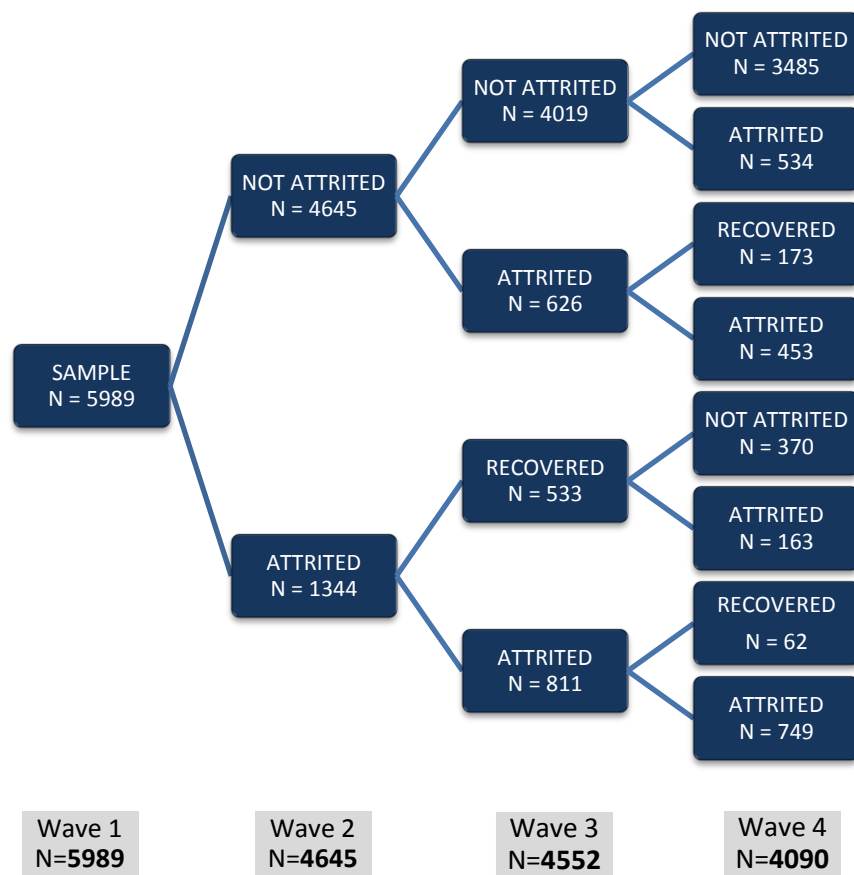 SAMPLE
N = 5989
NOT ATTRITED
N = 4645
ATTRITED
N = 1344
NOT ATTRITED
N = 4019
ATTRITED
N = 626
RECOVERED
N = 533
ATTRITED
N = 811
NOT ATTRITED
N = 3485
ATTRITED
N = 534
RECOVERED
N = 173
ATTRITED
N = 453
NOT ATTRITED
N = 370
ATTRITED
N = 163
RECOVERED
N = 62
ATTRITED
N = 749
Wave 1
N=5989
Wave 2
N=4645
Wave 3
N=4552
Wave 4
N=4090